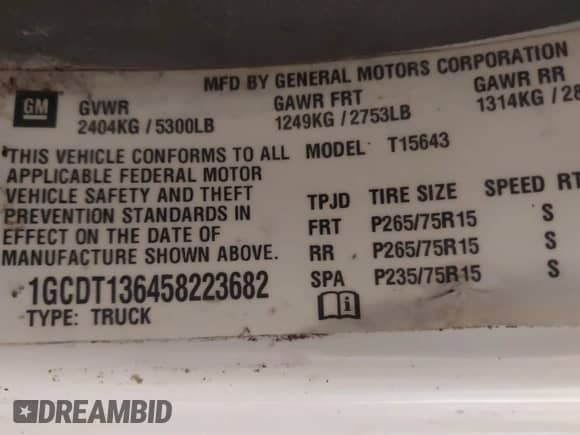 MFD BY GENERAL MOTORS CORPORATION
GM GVWR GAWR FRT GAWR RR
2404KG / 5300LB 1249KG / 2753LB 1314KG / 28
THIS VEHICLE CONFORMS TO ALL MODEL T15643
APPLICABLE FEDERAL MOTOR
VEHICLE SAFETY AND THEFT TPJD TIRE SIZE SPEED RT
PREVENTION STANDARDS IN FRT P265/75R15 S
EFFECT ON THE DATE OF RR P265/75R15 S
MANUFACTURE SHOWN ABOVE.
1GCDT136458223682 SPA P235/75R15 S
TYPE: TRUCK
DREAMBID